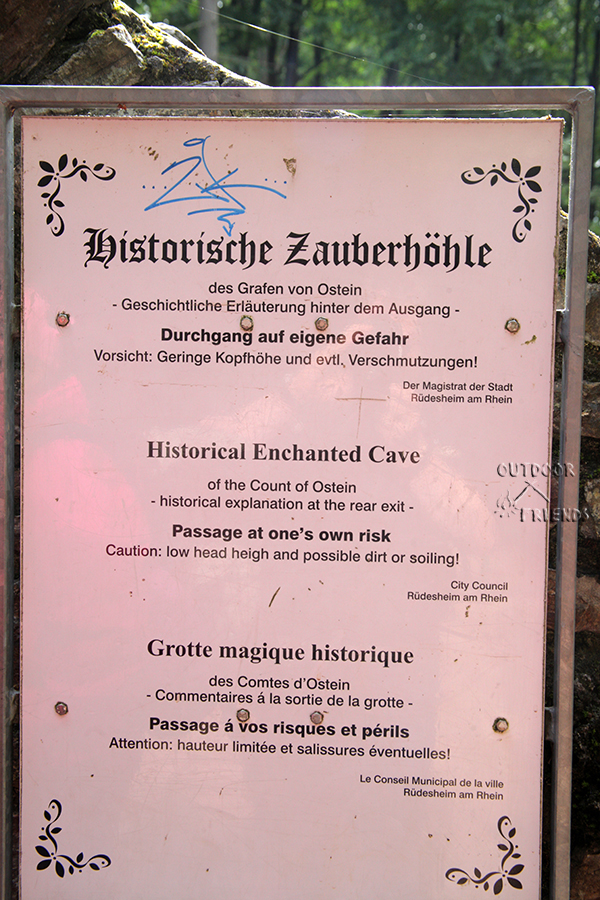 Historische Zauberhöhle
des Grafen von Ostein
- Geschichtliche Erläuterung hinter dem Ausgang -
Durchgang auf eigene Gefahr
Vorsicht: Geringe Kopfhöhe und evtl. Verschmutzungen!
Der Magistrat der Stadt
Rüdesheim am Rhein
Historical Enchanted Cave
of the Count of Ostein
- historical explanation at the rear exit -
Passage at one's own risk
Caution: low head heigh and possible dirt or soiling!
City Council
Rüdesheim am Rhein
Grotte magique historique
des Comtes d'Ostein
- Commentaires á la sortie de la grotte -
Passage á vos risques et périls
Attention: hauteur limitée et salissures éventuelles!
Le Conseil Municipal de la ville
Rüdesheim am Rhein
OUTDOOR
FRIENDS